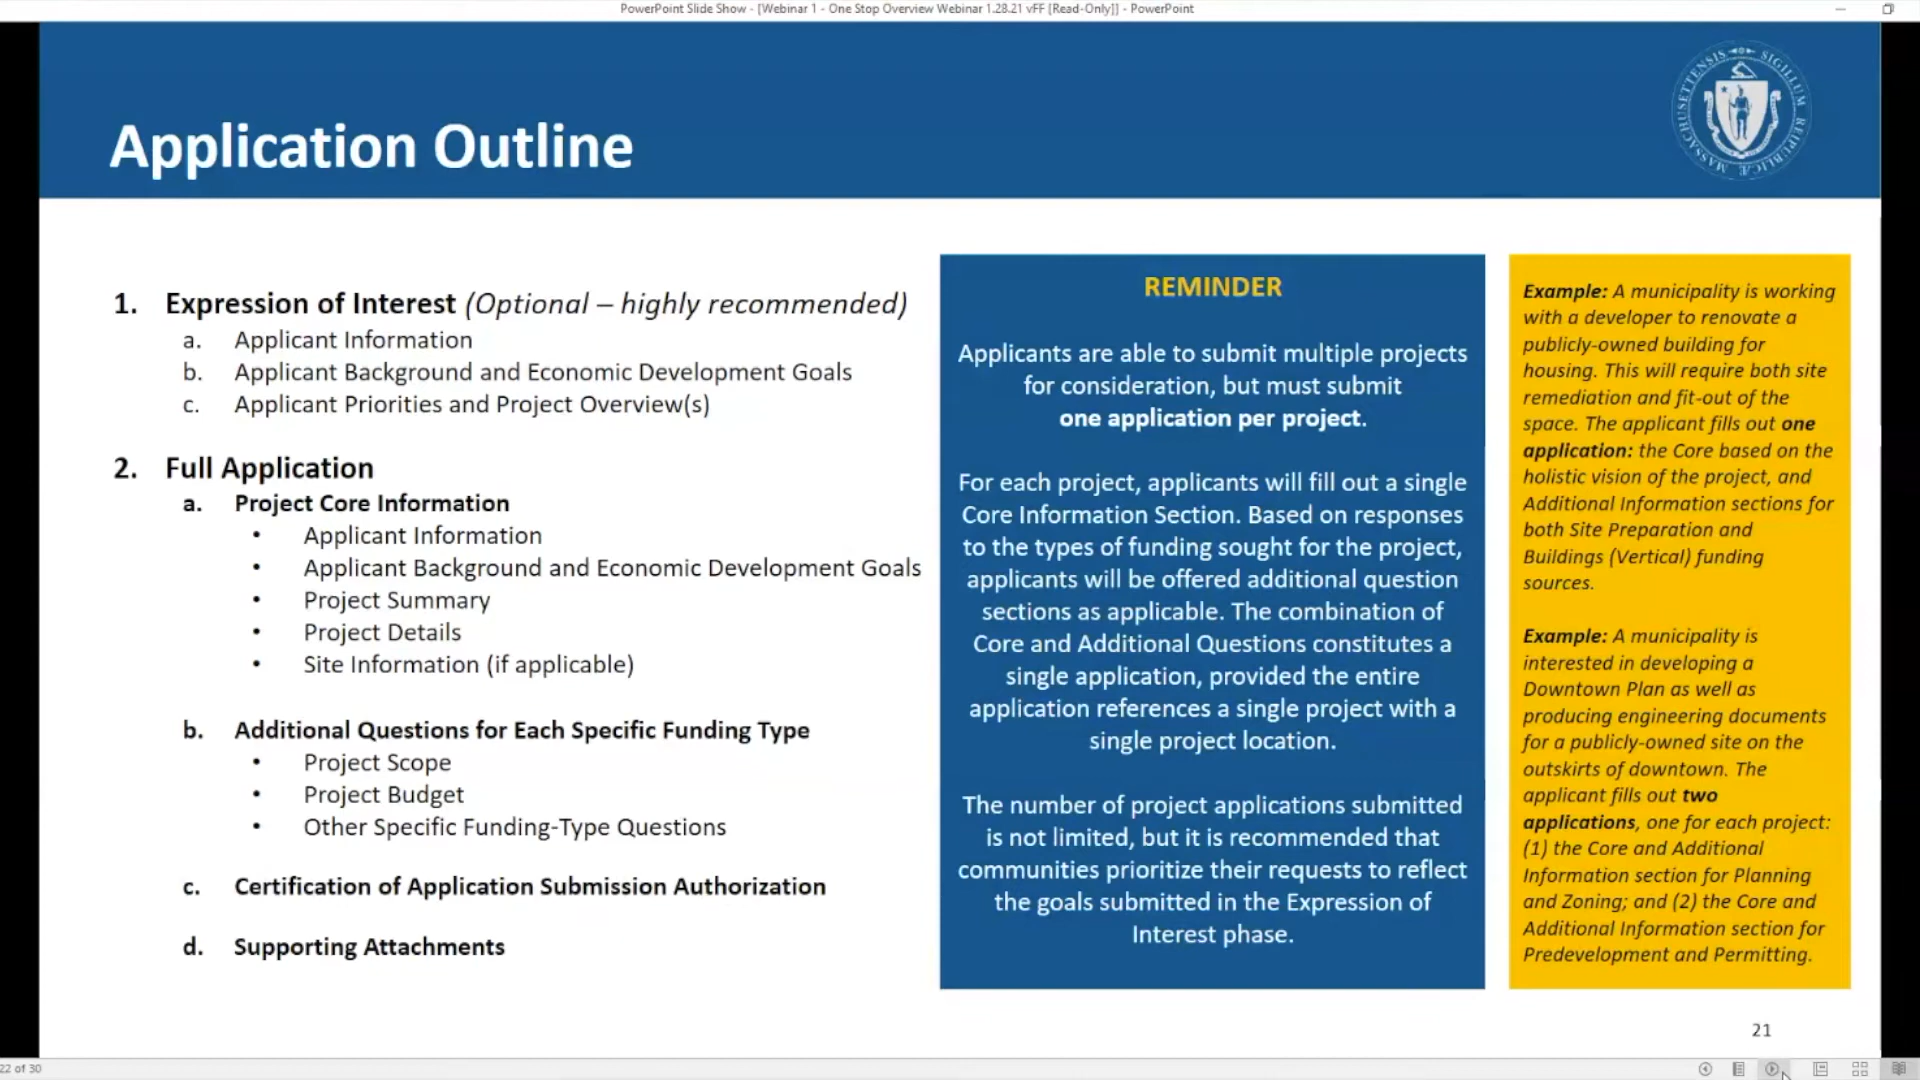 PowerPoint Slide Show - [Webinar 1 - One Stop Overview Webinar 1.28.21 vFF [Read-Only]] - PowerPoint
MASSACHUSETTENSIS SIGILLUM REIPUBLICÆ
Application Outline
1. Expression of Interest (Optional – highly recommended)
a. Applicant Information
b. Applicant Background and Economic Development Goals
c. Applicant Priorities and Project Overview(s)
2. Full Application
a. Project Core Information
• Applicant Information
• Applicant Background and Economic Development Goals
• Project Summary
• Project Details
• Site Information (if applicable)
b. Additional Questions for Each Specific Funding Type
• Project Scope
• Project Budget
• Other Specific Funding-Type Questions
c. Certification of Application Submission Authorization
d. Supporting Attachments
REMINDER
Applicants are able to submit multiple projects
for consideration, but must submit
one application per project.
For each project, applicants will fill out a single
Core Information Section. Based on responses
to the types of funding sought for the project,
applicants will be offered additional question
sections as applicable. The combination of
Core and Additional Questions constitutes a
single application, provided the entire
application references a single project with a
single project location.
The number of project applications submitted
is not limited, but it is recommended that
communities prioritize their requests to reflect
the goals submitted in the Expression of
Interest phase.
Example: A municipality is working
with a developer to renovate a
publicly-owned building for
housing. This will require both site
remediation and fit-out of the
space. The applicant fills out one
application: the Core based on the
holistic vision of the project, and
Additional Information sections for
both Site Preparation and
Buildings (Vertical) funding
sources.
Example: A municipality is
interested in developing a
Downtown Plan as well as
producing engineering documents
for a publicly-owned site on the
outskirts of downtown. The
applicant fills out two
applications, one for each project:
(1) the Core and Additional
Information section for Planning
and Zoning; and (2) the Core and
Additional Information section for
Predevelopment and Permitting.
21
22 of 30